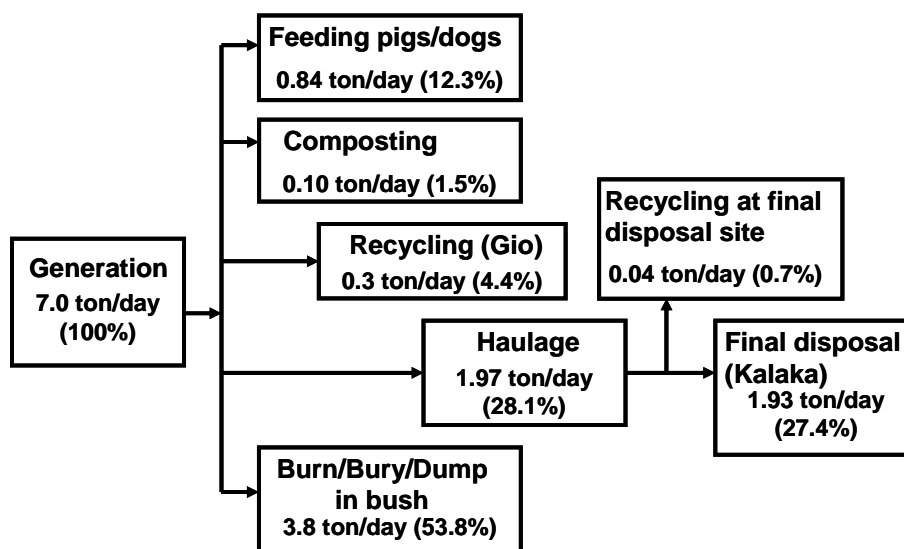 Feeding pigs/dogs
0.84 ton/day (12.3%)
Composting
0.10 ton/day (1.5%)
Recycling at final
disposal site
0.04 ton/day (0.7%)
Recycling (Gio)
0.3 ton/day (4.4%)
Generation
7.0 ton/day
(100%)
Haulage
1.97 ton/day
(28.1%)
Final disposal
(Kalaka)
1.93 ton/day
(27.4%)
Burn/Bury/Dump
in bush
3.8 ton/day (53.8%)